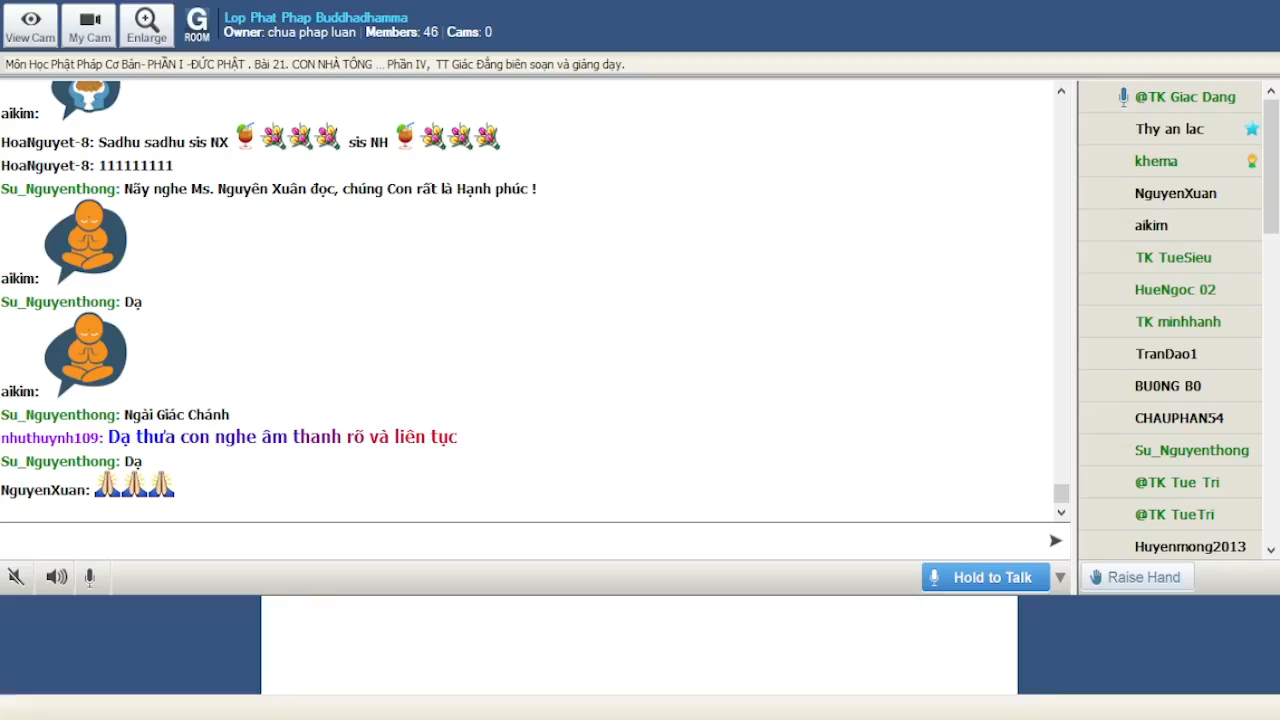 View Cam
My Cam
Enlarge
G
ROOM
Lop Phat Phap Buddhadhamma
Owner: chua phap luan | Members: 46 | Cams: 0
Môn Học Phật Pháp Cơ Bản- PHẦN I -ĐỨC PHẬT . Bài 21. CON NHÀ TÔNG ... Phần IV, TT Giác Đẳng biên soạn và giảng dạy.
aikim:
HoaNguyet-8: Sadhu sadhu sis NX sis NH
HoaNguyet-8: 111111111
Su_Nguyenthong: Nãy nghe Ms. Nguyên Xuân đọc, chúng Con rất là Hạnh phúc !
aikim:
Su_Nguyenthong: Dạ
aikim:
Su_Nguyenthong: Ngài Giác Chánh
nhuthuynh109: Dạ thưa con nghe âm thanh rõ và liên tục
Su_Nguyenthong: Dạ
NguyenXuan:
Hold to Talk
@TK Giac Dang
Thy an lac
khema
NguyenXuan
aikim
TK TueSieu
HueNgoc 02
TK minhhanh
TranDao1
BU0NG B0
CHAUPHAN54
Su_Nguyenthong
@TK Tue Tri
@TK TueTri
Huyenmong2013
Raise Hand